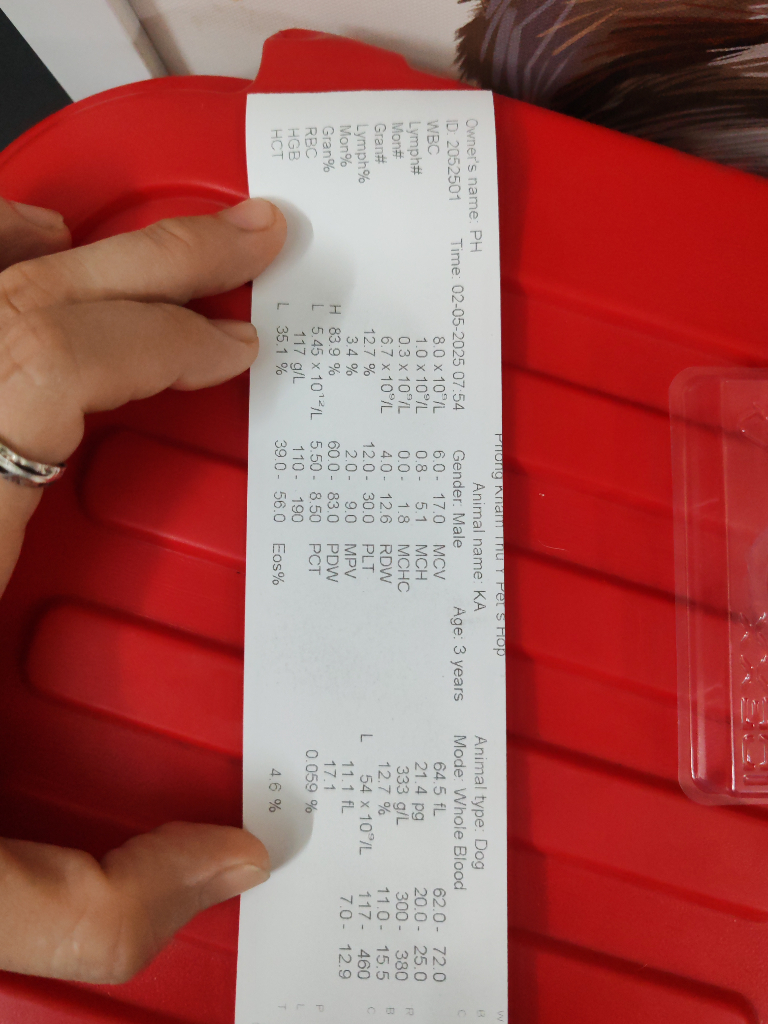 Phòng Khám Thú Y Pet's Hop
Animal name: KA Animal type: Dog
Owner's name: PH
ID: 2052501 Time: 02-05-2025 07:54 Gender: Male Age: 3 years Mode: Whole Blood
WBC 8.0 x 10⁹/L 6.0 - 17.0 MCV 64.5 fL 62.0 - 72.0
Lymph# 1.0 x 10⁹/L 0.8 - 5.1 MCH 21.4 pg 20.0 - 25.0
Mon# 0.3 x 10⁹/L 0.0 - 1.8 MCHC 333 g/L 300 - 380
Gran# 6.7 x 10⁹/L 4.0 - 12.6 RDW 12.7 % 11.0 - 15.5
Lymph% 12.7 % 12.0 - 30.0 PLT L 54 x 10⁹/L 117 - 460
Mon% 3.4 % 2.0 - 9.0 MPV 11.1 fL 7.0 - 12.9
Gran% H 83.9 % 60.0 - 83.0 PDW 17.1
RBC L 5.45 x 10¹²/L 5.50 - 8.50 PCT 0.059 %
HGB 117 g/L 110 - 190
HCT L 35.1 % 39.0 - 56.0 Eos% 4.6 %